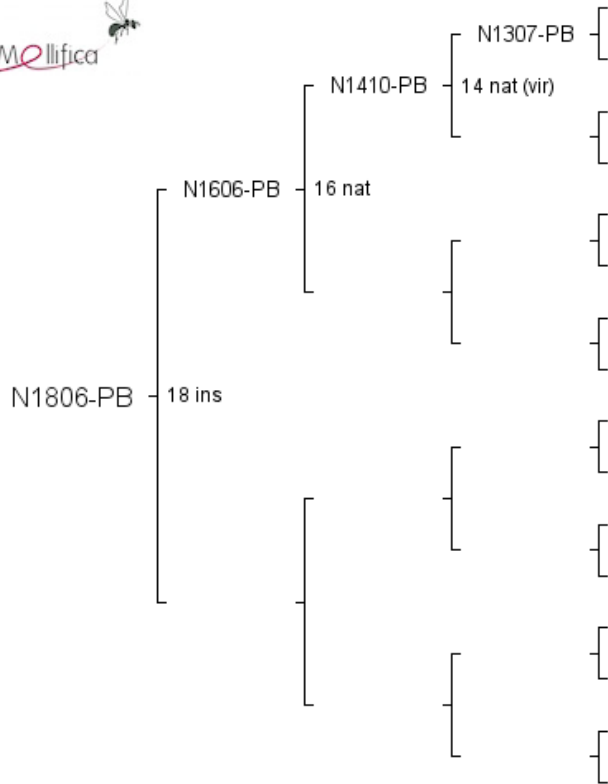 Mellifica
N1307-PB
N1410-PB
14 nat (vir)
N1606-PB
16 nat
N1806-PB
18 ins